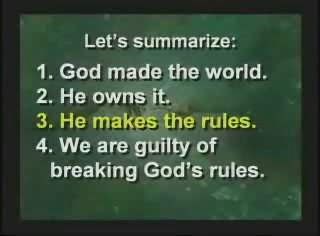 Let's summarize:
1. God made the world.
2. He owns it.
3. He makes the rules.
4. We are guilty of
breaking God's rules.